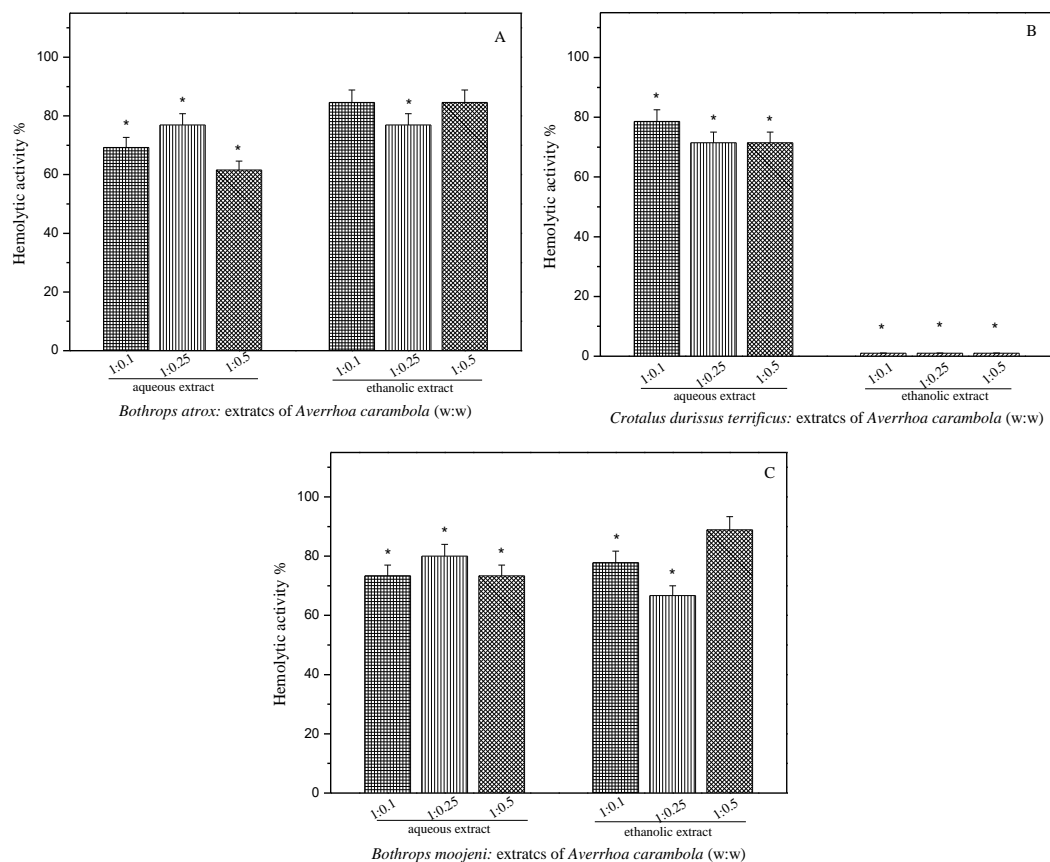 A
Hemolytic activity %
100
80
60
40
20
0
* * * *
1:0.1 1:0.25 1:0.5 1:0.1 1:0.25 1:0.5
aqueous extract ethanolic extract
Bothrops atrox: extratcs of Averrhoa carambola (w:w)
B
Hemolytic activity %
100
80
60
40
20
0
* * * * * *
1:0.1 1:0.25 1:0.5 1:0.1 1:0.25 1:0.5
aqueous extract ethanolic extract
Crotalus durissus terrificus: extratcs of Averrhoa carambola (w:w)
C
Hemolytic activity %
100
80
60
40
20
0
* * * * *
1:0.1 1:0.25 1:0.5 1:0.1 1:0.25 1:0.5
aqueous extract ethanolic extract
Bothrops moojeni: extratcs of Averrhoa carambola (w:w)